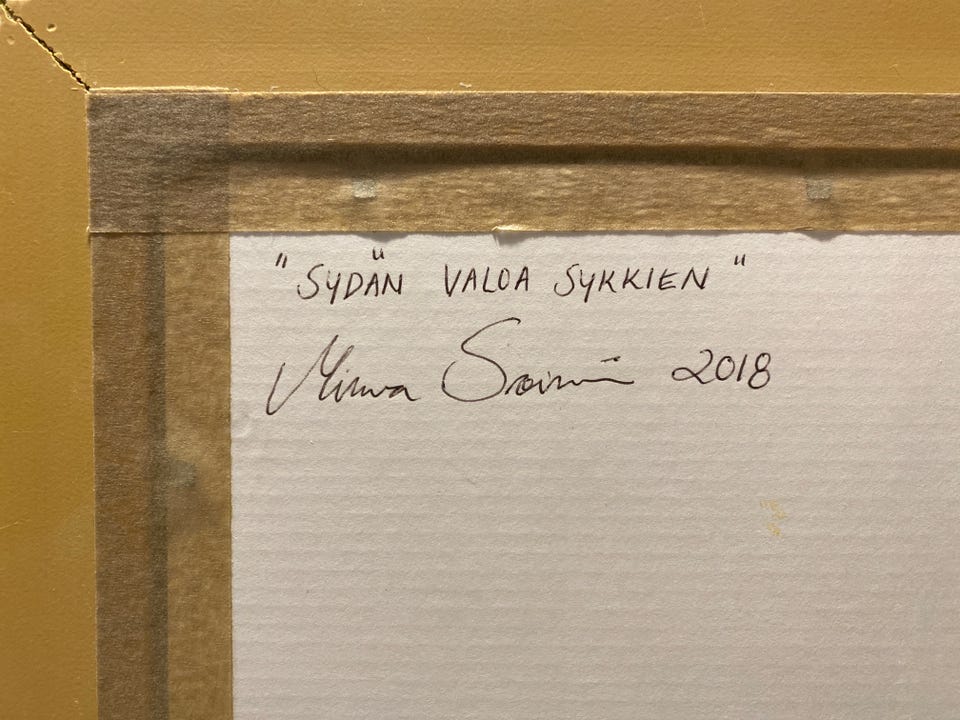 "SYDÄN VALOA SYKKIEN"
2018